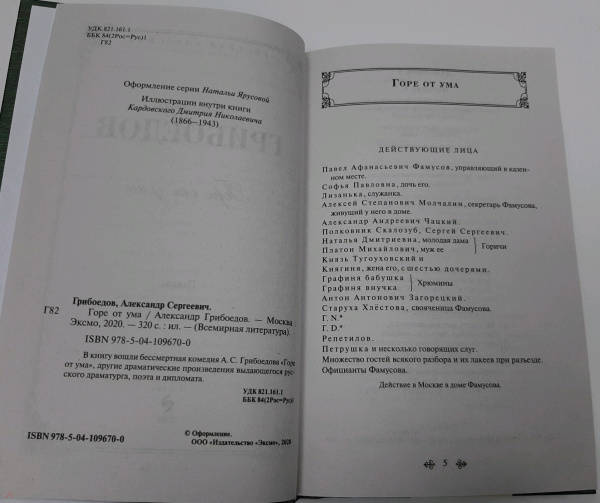 УДК 821.161.1
ББК 84(2Рос=Рус)1
Г82
Оформление серии Натальи Ярусовой
Иллюстрации внутри книги
Кардовского Дмитрия Николаевича
(1866–1943)
Грибоедов, Александр Сергеевич.
Г82 Горе от ума / Александр Грибоедов. — Москва
Эксмо, 2020. — 320 с. : ил. — (Всемирная литература).
ISBN 978-5-04-109670-0
В книгу вошли бессмертная комедия А. С. Грибоедова «Горе
от ума», другие драматические произведения выдающегося рус-
ского драматурга, поэта и дипломата.
УДК 821.161.1
ББК 84(2Рос=Рус)
ISBN 978-5-04-109670-0
© Оформление.
ООО «Издательство «Эксмо», 2020
ГОРЕ ОТ УМА
ДЕЙСТВУЮЩИЕ ЛИЦА
Павел Афанасьевич Фамусов, управляющий в казен-
ном месте.
Софья Павловна, дочь его.
Лизанька, служанка.
Алексей Степанович Молчалин, секретарь Фамусова,
живущий у него в доме.
Александр Андреевич Чацкий.
Полковник Скалозуб, Сергей Сергеевич.
Наталья Дмитриевна, молодая дама
Платон Михайлович, муж ее
Горичи
Князь Тугоуховский и
Княгиня, жена его, с шестью дочерями.
Графиня бабушка
Графиня внучка
Хрюмины
Антон Антонович Загорецкий.
Старуха Хлёстова, свояченица Фамусова.
Г. N.*
Г. D.*
Репетилов.
Петрушка и несколько говорящих слуг.
Множество гостей всякого разбора и их лакеев при разъезде.
Официанты Фамусова.
Действие в Москве в доме Фамусова.
5